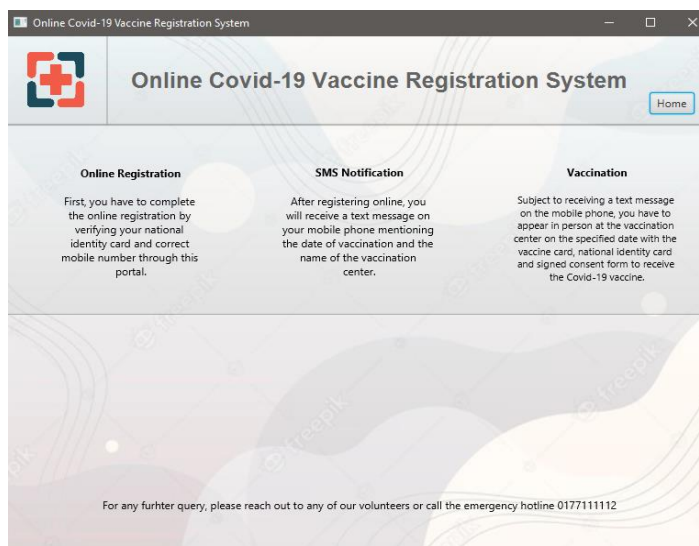 Online Covid-19 Vaccine Registration System
Online Covid-19 Vaccine Registration System
Home
Online Registration
First, you have to complete
the online registration by
verifying your national
identity card and correct
mobile number through this
portal.
SMS Notification
After registering online, you
will receive a text message on
your mobile phone mentioning
the date of vaccination and the
name of the vaccination
center.
Vaccination
Subject to receiving a text message
on the mobile phone, you have to
appear in person at the vaccination
center on the specified date with the
vaccine card, national identity card
and signed consent form to receive
the Covid-19 vaccine.
freepik
freepik
freepik
For any furhter query, please reach out to any of our volunteers or call the emergency hotline 0177111112